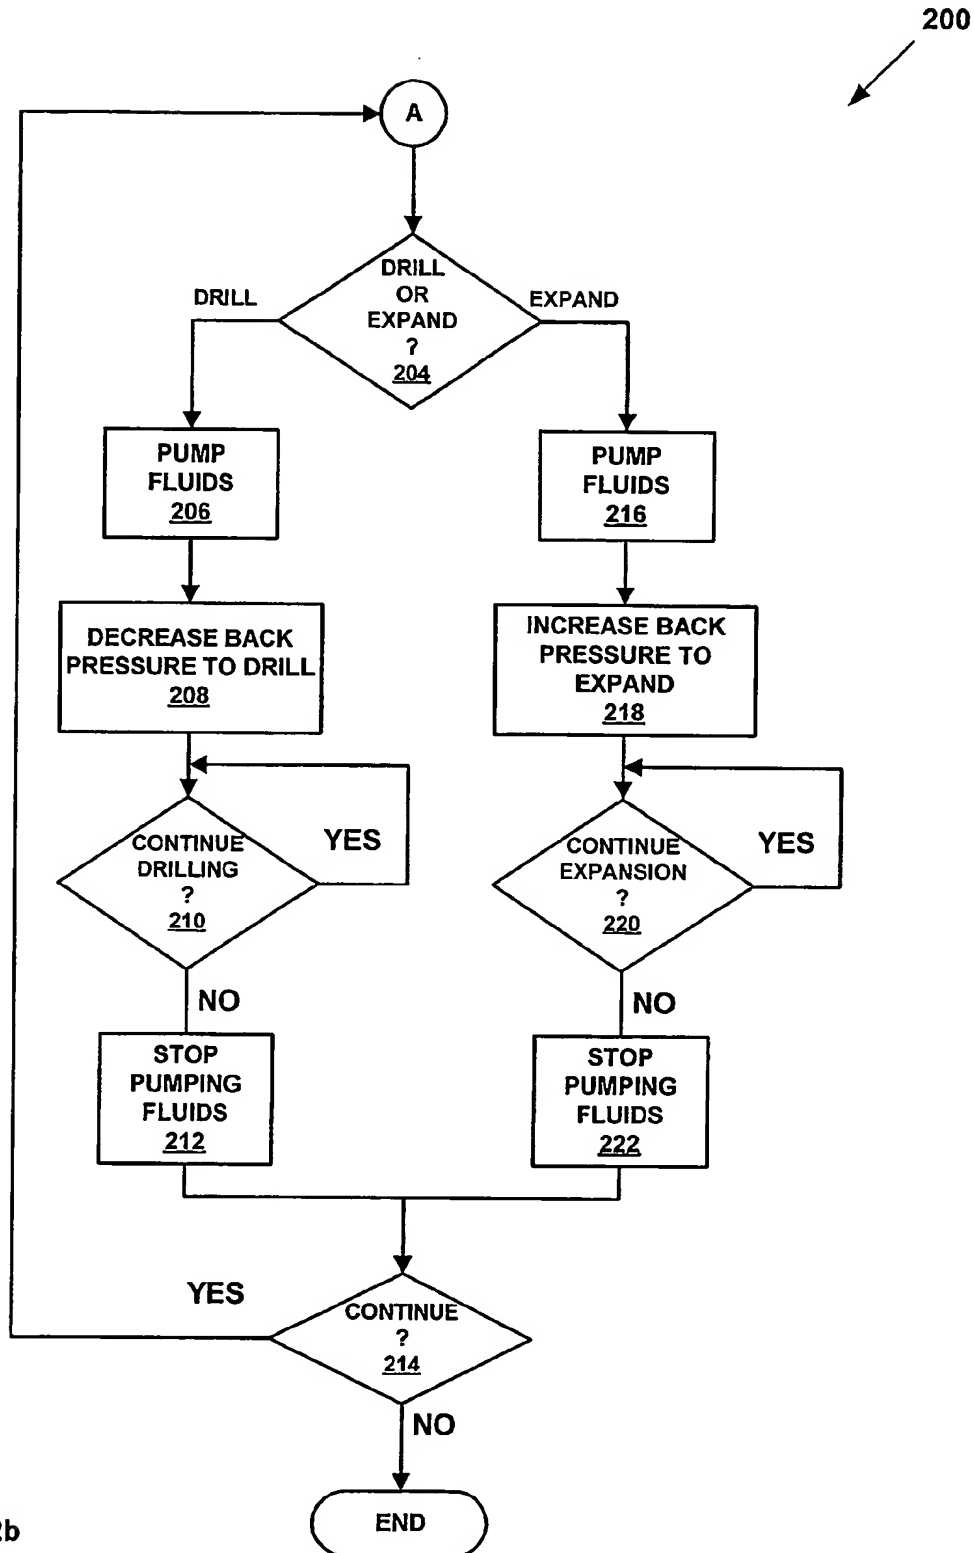 200
A
DRILL
OR
EXPAND
?
204
DRILL
EXPAND
PUMP
FLUIDS
206
PUMP
FLUIDS
216
DECREASE BACK
PRESSURE TO DRILL
208
INCREASE BACK
PRESSURE TO
EXPAND
218
CONTINUE
DRILLING
?
210
YES
CONTINUE
EXPANSION
?
220
YES
NO
NO
STOP
PUMPING
FLUIDS
212
STOP
PUMPING
FLUIDS
222
YES
CONTINUE
?
214
NO
END
2b